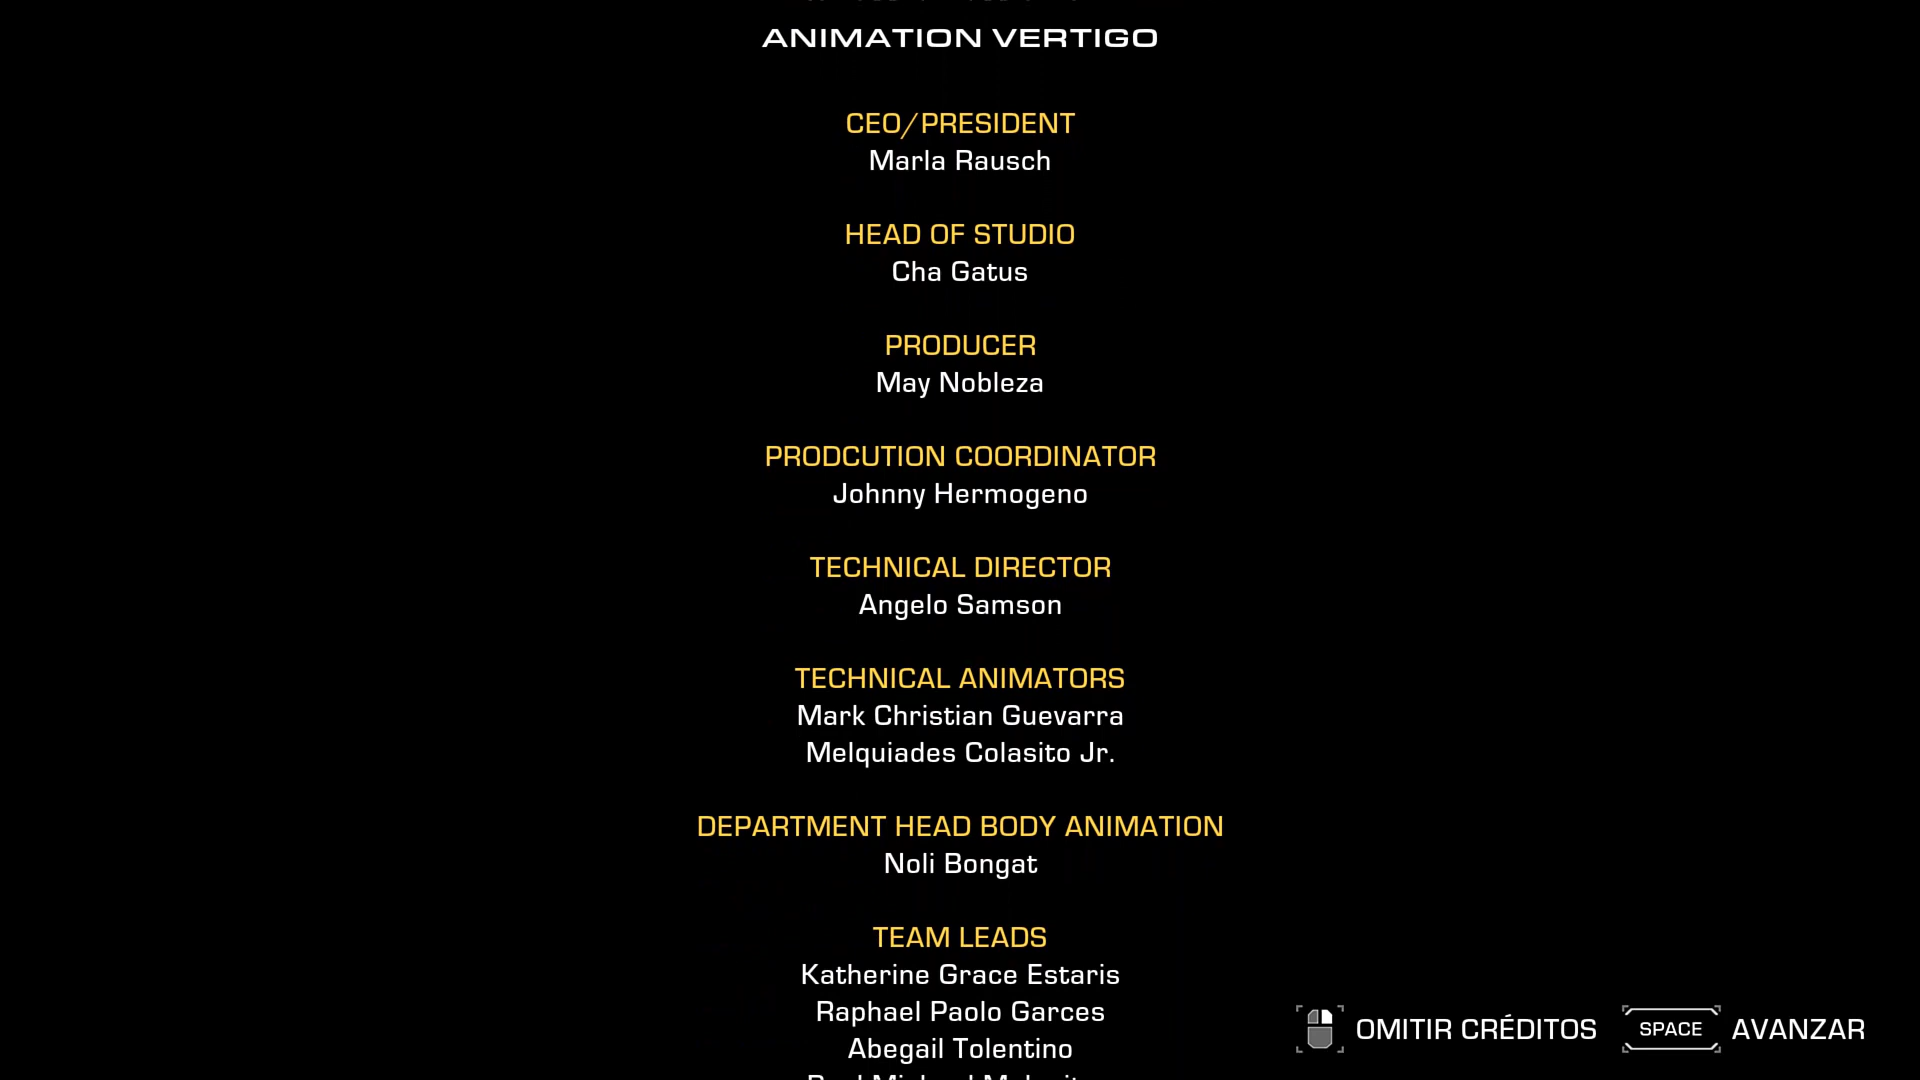 ANIMATION VERTIGO
CEO/PRESIDENT
Marla Rausch
HEAD OF STUDIO
Cha Gatus
PRODUCER
May Nobleza
PRODCUTION COORDINATOR
Johnny Hermogeno
TECHNICAL DIRECTOR
Angelo Samson
TECHNICAL ANIMATORS
Mark Christian Guevarra
Melquiades Colasito Jr.
DEPARTMENT HEAD BODY ANIMATION
Noli Bongat
TEAM LEADS
Katherine Grace Estaris
Raphael Paolo Garces
Abegail Tolentino
OMITIR CRÉDITOS
SPACE AVANZAR